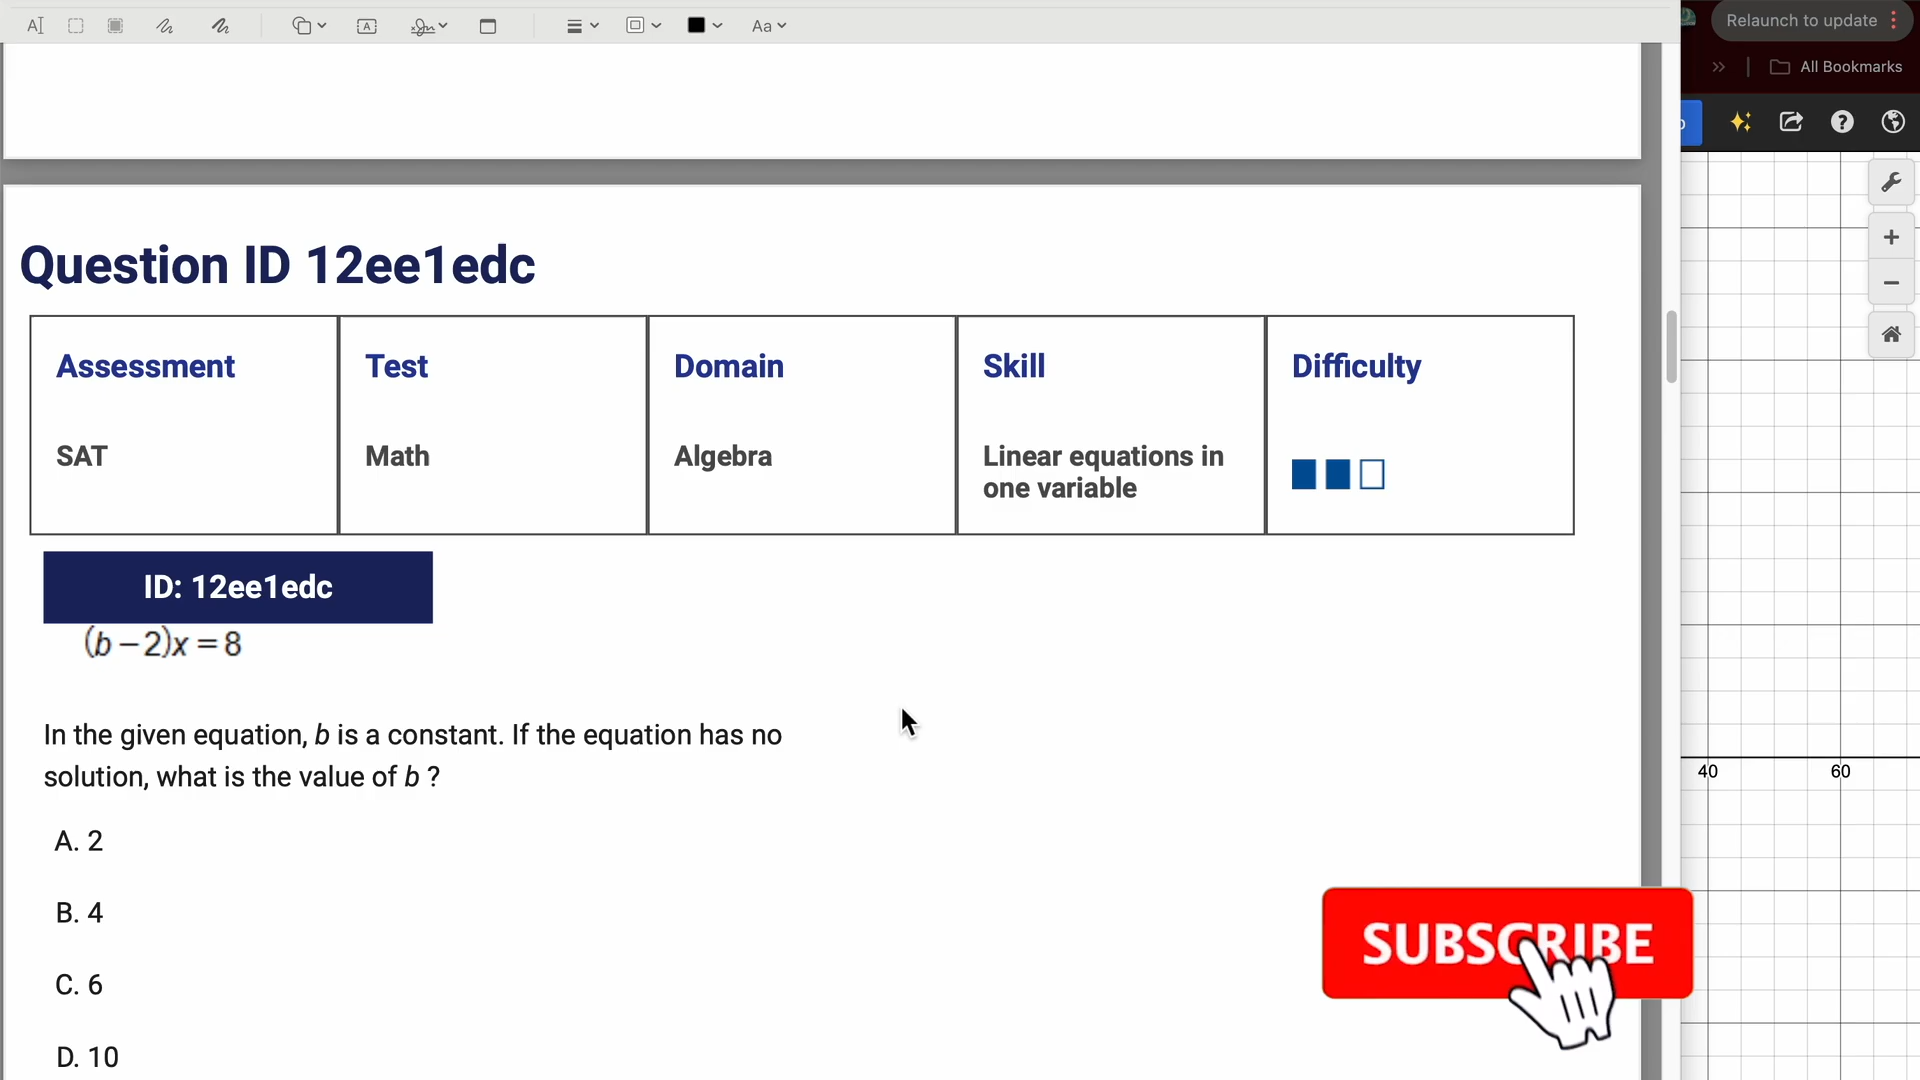 Aa
Relaunch to update
All Bookmarks
Question ID 12ee1edc
Assessment
Test
Domain
Skill
Difficulty
SAT
Math
Algebra
Linear equations in
one variable
ID: 12ee1edc
(b−2)x=8
In the given equation, b is a constant. If the equation has no
solution, what is the value of b ?
A. 2
B. 4
C. 6
D. 10
40
60
SUBSCRIBE